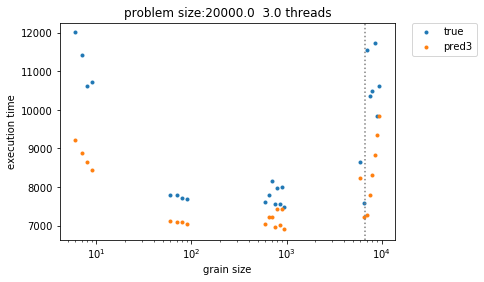 problem size:20000.0  3.0 threads
true
pred3
12000
11000
10000
9000
8000
7000
execution time
10¹
10²
10³
10⁴
grain size